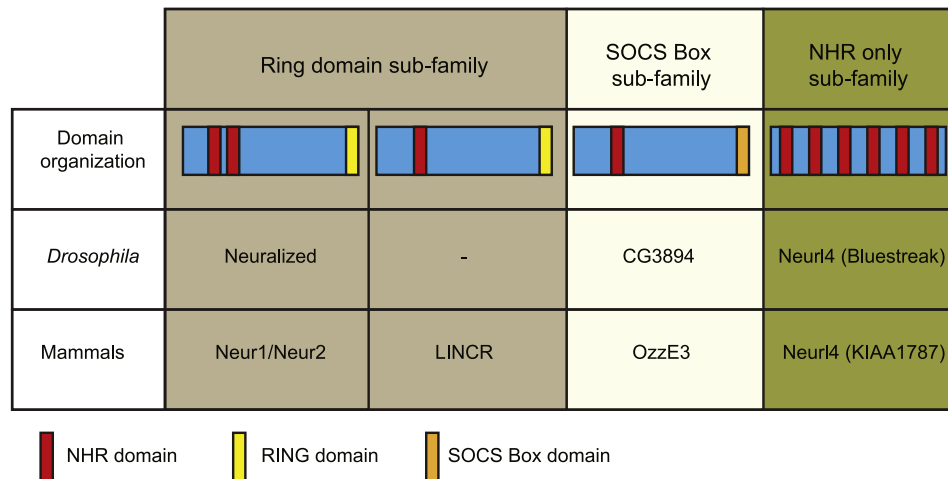 Ring domain sub-family
SOCS Box
sub-family
NHR only
sub-family
Domain
organization
Drosophila
Neuralized
-
CG3894
Neurl4 (Bluestreak)
Mammals
Neur1/Neur2
LINCR
OzzE3
Neurl4 (KIAA1787)
NHR domain
RING domain
SOCS Box domain